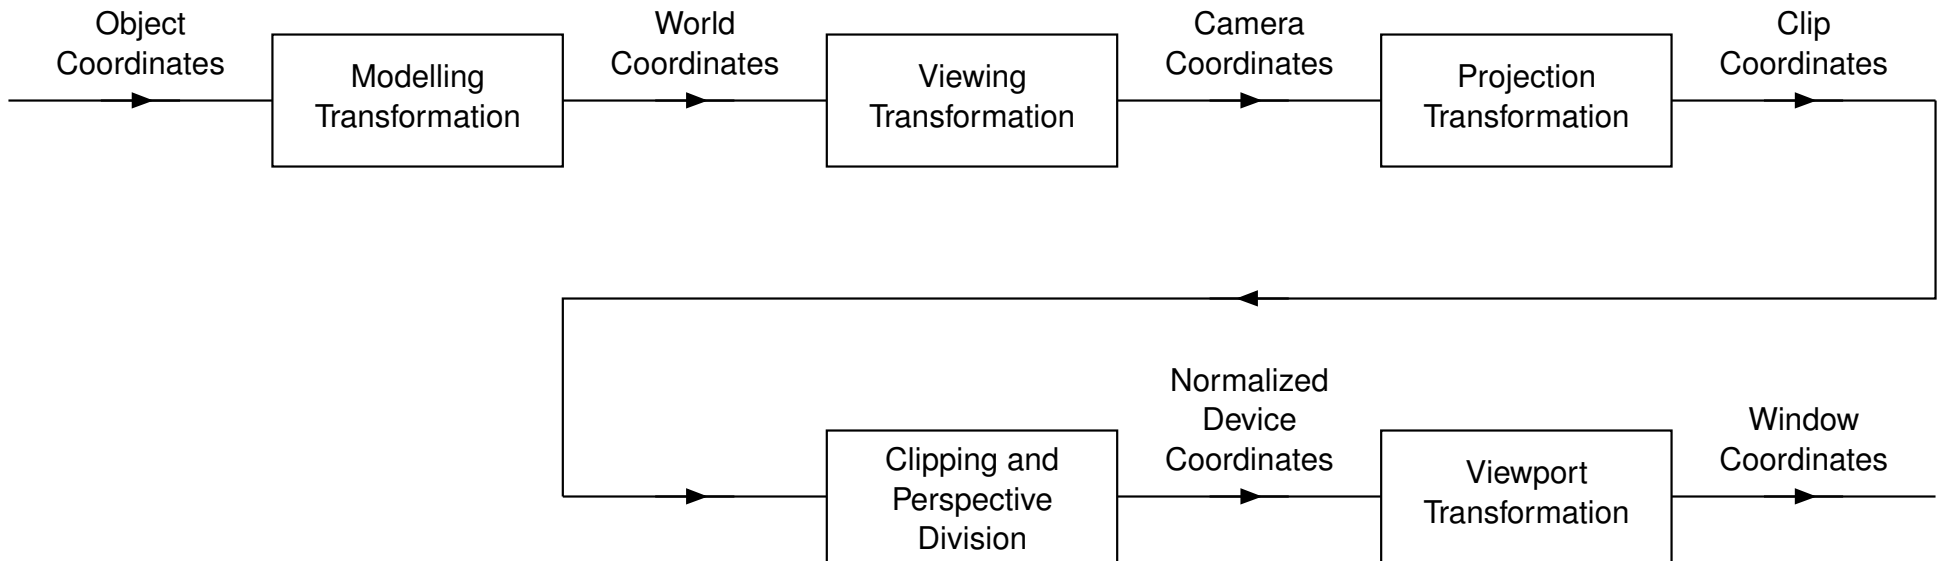 Object
Coordinates
Modelling
Transformation
World
Coordinates
Viewing
Transformation
Camera
Coordinates
Projection
Transformation
Clip
Coordinates
Clipping and
Perspective
Division
Normalized
Device
Coordinates
Viewport
Transformation
Window
Coordinates